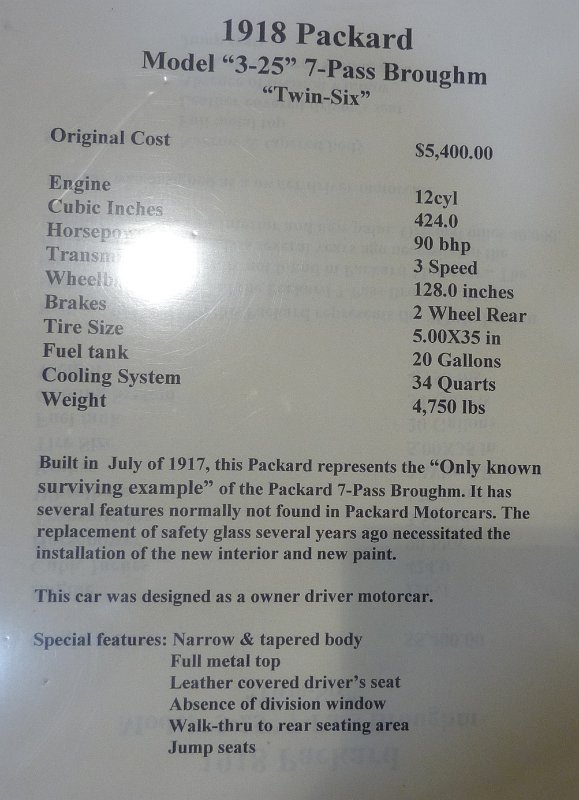 1918 Packard
Model “3-25” 7-Pass Broughm
“Twin-Six”
Original Cost $5,400.00
Engine 12cyl
Cubic Inches 424.0
90 bhp
3 Speed
128.0 inches
Brakes 2 Wheel Rear
Tire Size 5.00X35 in
Fuel tank 20 Gallons
Cooling System 34 Quarts
Weight 4,750 lbs
Built in July of 1917, this Packard represents the “Only known
surviving example” of the Packard 7-Pass Broughm. It has
several features normally not found in Packard Motorcars. The
replacement of safety glass several years ago necessitated the
installation of the new interior and new paint.
This car was designed as a owner driver motorcar.
Special features: Narrow & tapered body
Full metal top
Leather covered driver’s seat
Absence of division window
Walk-thru to rear seating area
Jump seats